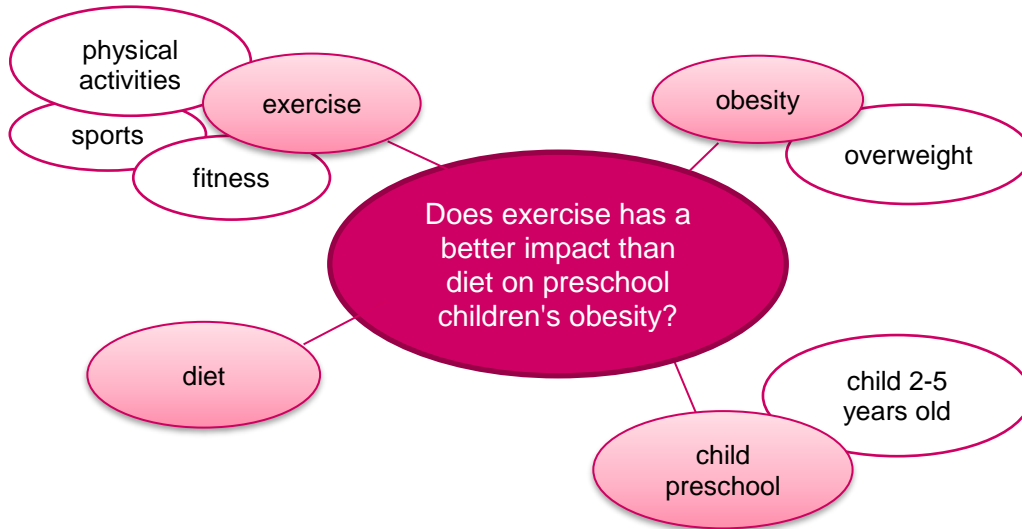 physical
activities
exercise
sports
fitness
obesity
overweight
Does exercise has a
better impact than
diet on preschool
children's obesity?
diet
child 2-5
years old
child
preschool